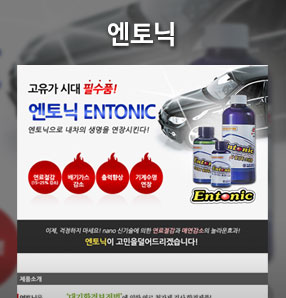 엔토닉
고유가 시대 필수품!
엔토닉 ENTONIC
엔토닉으로 내차의 생명을 연장시킨다!
연료절감
(15~25% 감소)
배기가스
감소
출력향상
기계수명
연장
Entonic
Entonic
이제, 걱정하지 마세요! nano 신기술에 의한 연료절감과 매연감소의 놀라운효과!
엔토닉이 고민을덜어드리겠습니다!
제품소개